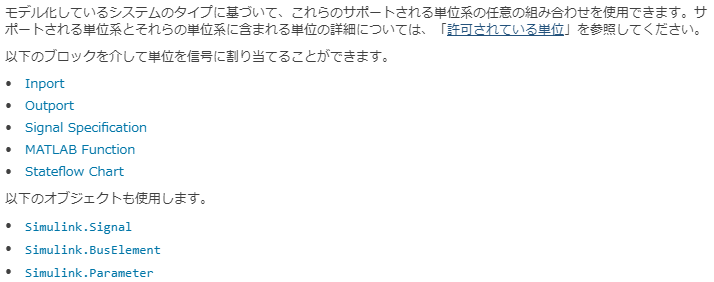 モデル化しているシステムのタイプに基づいて、これらのサポートされる単位系の任意の組み合わせを使用できます。サ
ポートされる単位系とそれらの単位系に含まれる単位の詳細については、「許可されている単位」を参照してください。
以下のブロックを介して単位を信号に割り当てることができます。
• Inport
• Outport
• Signal Specification
• MATLAB Function
• Stateflow Chart
以下のオブジェクトも使用します。
• Simulink.Signal
• Simulink.BusElement
• Simulink.Parameter